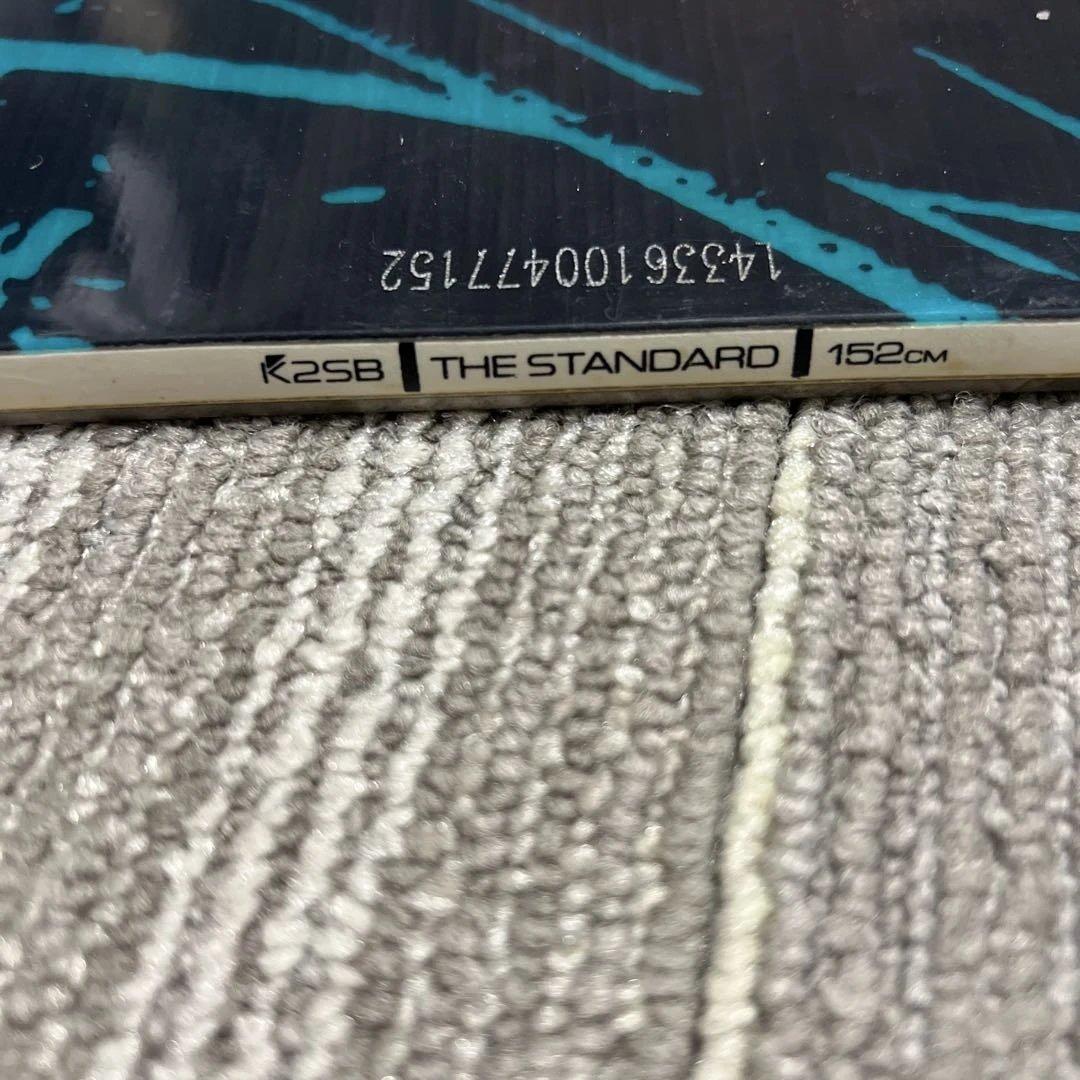 14336100477152
K2SB | THE STANDARD | 152CM